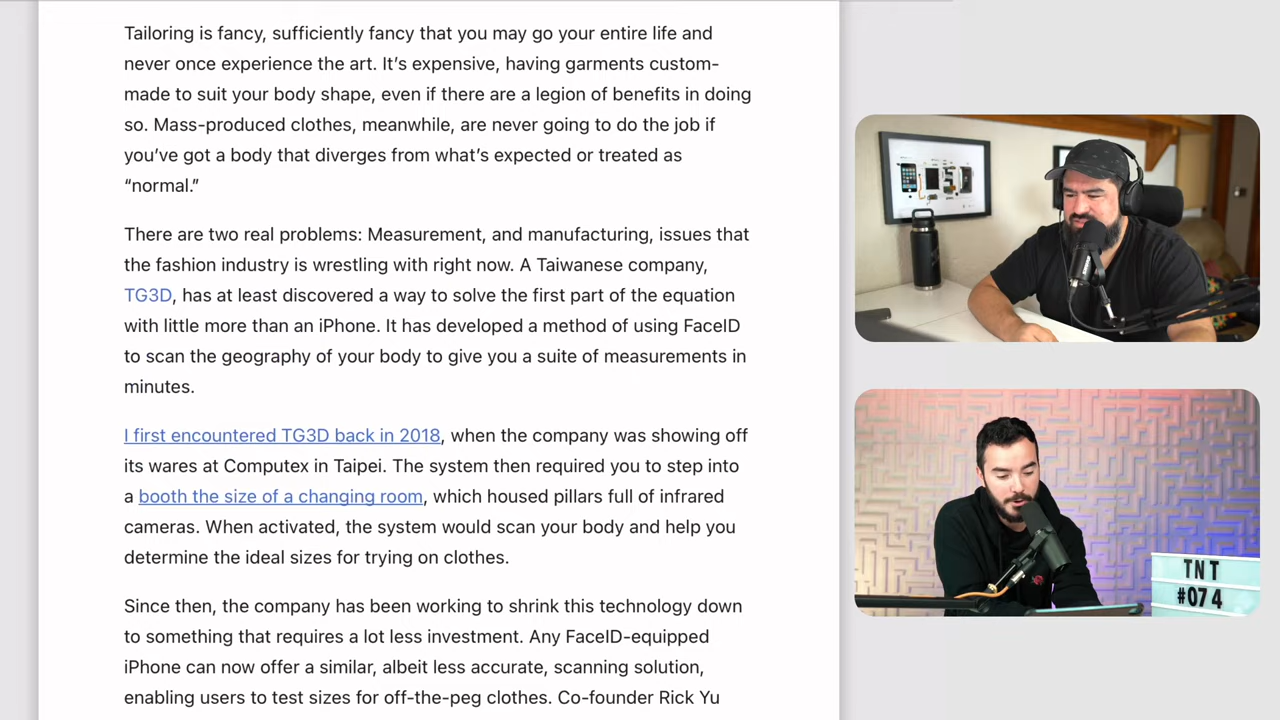 Tailoring is fancy, sufficiently fancy that you may go your entire life and
never once experience the art. It’s expensive, having garments custom-
made to suit your body shape, even if there are a legion of benefits in doing
so. Mass-produced clothes, meanwhile, are never going to do the job if
you’ve got a body that diverges from what’s expected or treated as
“normal.”
There are two real problems: Measurement, and manufacturing, issues that
the fashion industry is wrestling with right now. A Taiwanese company,
TG3D, has at least discovered a way to solve the first part of the equation
with little more than an iPhone. It has developed a method of using FaceID
to scan the geography of your body to give you a suite of measurements in
minutes.
I first encountered TG3D back in 2018, when the company was showing off
its wares at Computex in Taipei. The system then required you to step into
a booth the size of a changing room, which housed pillars full of infrared
cameras. When activated, the system would scan your body and help you
determine the ideal sizes for trying on clothes.
Since then, the company has been working to shrink this technology down
to something that requires a lot less investment. Any FaceID-equipped
iPhone can now offer a similar, albeit less accurate, scanning solution,
enabling users to test sizes for off-the-peg clothes. Co-founder Rick Yu
TNT
#074